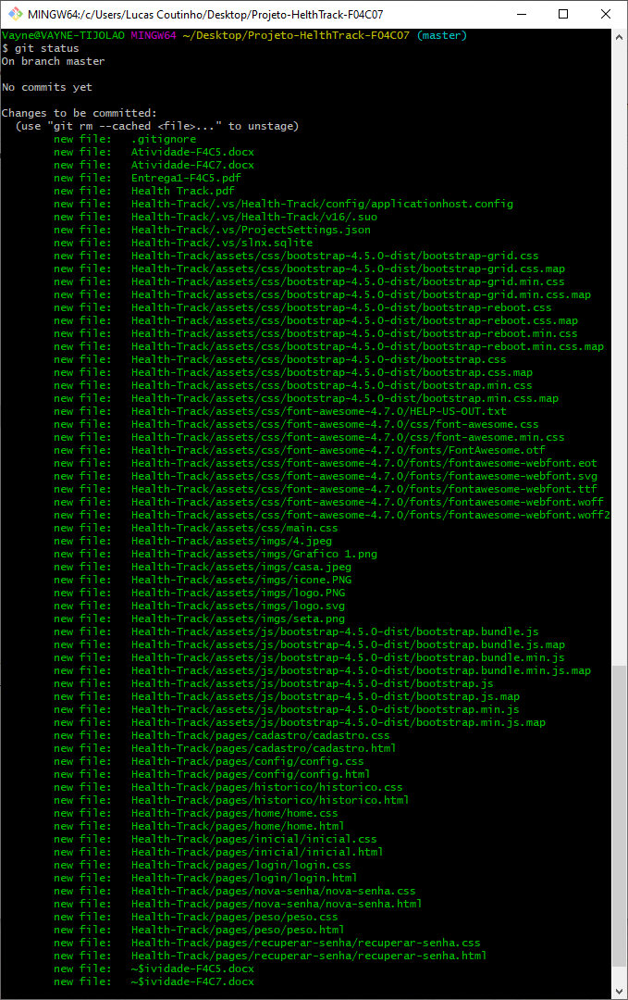 MINGW64:/c/Users/Lucas Coutinho/Desktop/Projeto-HelthTrack-F04C07
Vayne@VAYNE-TIJOLAO MINGW64 ~/Desktop/Projeto-HelthTrack-F04C07 (master)
$ git status
On branch master
No commits yet
Changes to be committed:
  (use "git rm --cached <file>..." to unstage)
        new file:   .gitignore
        new file:   Atividade-F4C5.docx
        new file:   Atividade-F4C7.docx
        new file:   Entrega1-F4C5.pdf
        new file:   Health Track.pdf
        new file:   Health-Track/.vs/Health-Track/config/applicationhost.config
        new file:   Health-Track/.vs/Health-Track/v16/.suo
        new file:   Health-Track/.vs/ProjectSettings.json
        new file:   Health-Track/.vs/slnx.sqlite
        new file:   Health-Track/assets/css/bootstrap-4.5.0-dist/bootstrap-grid.css
        new file:   Health-Track/assets/css/bootstrap-4.5.0-dist/bootstrap-grid.css.map
        new file:   Health-Track/assets/css/bootstrap-4.5.0-dist/bootstrap-grid.min.css
        new file:   Health-Track/assets/css/bootstrap-4.5.0-dist/bootstrap-grid.min.css.map
        new file:   Health-Track/assets/css/bootstrap-4.5.0-dist/bootstrap-reboot.css
        new file:   Health-Track/assets/css/bootstrap-4.5.0-dist/bootstrap-reboot.css.map
        new file:   Health-Track/assets/css/bootstrap-4.5.0-dist/bootstrap-reboot.min.css
        new file:   Health-Track/assets/css/bootstrap-4.5.0-dist/bootstrap-reboot.min.css.map
        new file:   Health-Track/assets/css/bootstrap-4.5.0-dist/bootstrap.css
        new file:   Health-Track/assets/css/bootstrap-4.5.0-dist/bootstrap.css.map
        new file:   Health-Track/assets/css/bootstrap-4.5.0-dist/bootstrap.min.css
        new file:   Health-Track/assets/css/bootstrap-4.5.0-dist/bootstrap.min.css.map
        new file:   Health-Track/assets/css/font-awesome-4.7.0/HELP-US-OUT.txt
        new file:   Health-Track/assets/css/font-awesome-4.7.0/css/font-awesome.css
        new file:   Health-Track/assets/css/font-awesome-4.7.0/css/font-awesome.min.css
        new file:   Health-Track/assets/css/font-awesome-4.7.0/fonts/FontAwesome.otf
        new file:   Health-Track/assets/css/font-awesome-4.7.0/fonts/fontawesome-webfont.eot
        new file:   Health-Track/assets/css/font-awesome-4.7.0/fonts/fontawesome-webfont.svg
        new file:   Health-Track/assets/css/font-awesome-4.7.0/fonts/fontawesome-webfont.ttf
        new file:   Health-Track/assets/css/font-awesome-4.7.0/fonts/fontawesome-webfont.woff
        new file:   Health-Track/assets/css/font-awesome-4.7.0/fonts/fontawesome-webfont.woff2
        new file:   Health-Track/assets/css/main.css
        new file:   Health-Track/assets/imgs/4.jpeg
        new file:   Health-Track/assets/imgs/Grafico 1.png
        new file:   Health-Track/assets/imgs/casa.jpeg
        new file:   Health-Track/assets/imgs/icone.PNG
        new file:   Health-Track/assets/imgs/logo.PNG
        new file:   Health-Track/assets/imgs/logo.svg
        new file:   Health-Track/assets/imgs/seta.png
        new file:   Health-Track/assets/js/bootstrap-4.5.0-dist/bootstrap.bundle.js
        new file:   Health-Track/assets/js/bootstrap-4.5.0-dist/bootstrap.bundle.js.map
        new file:   Health-Track/assets/js/bootstrap-4.5.0-dist/bootstrap.bundle.min.js
        new file:   Health-Track/assets/js/bootstrap-4.5.0-dist/bootstrap.bundle.min.js.map
        new file:   Health-Track/assets/js/bootstrap-4.5.0-dist/bootstrap.js
        new file:   Health-Track/assets/js/bootstrap-4.5.0-dist/bootstrap.js.map
        new file:   Health-Track/assets/js/bootstrap-4.5.0-dist/bootstrap.min.js
        new file:   Health-Track/assets/js/bootstrap-4.5.0-dist/bootstrap.min.js.map
        new file:   Health-Track/pages/cadastro/cadastro.css
        new file:   Health-Track/pages/cadastro/cadastro.html
        new file:   Health-Track/pages/config/config.css
        new file:   Health-Track/pages/config/config.html
        new file:   Health-Track/pages/historico/historico.css
        new file:   Health-Track/pages/historico/historico.html
        new file:   Health-Track/pages/home/home.css
        new file:   Health-Track/pages/home/home.html
        new file:   Health-Track/pages/inicial/inicial.css
        new file:   Health-Track/pages/inicial/inicial.html
        new file:   Health-Track/pages/login/login.css
        new file:   Health-Track/pages/login/login.html
        new file:   Health-Track/pages/nova-senha/nova-senha.css
        new file:   Health-Track/pages/nova-senha/nova-senha.html
        new file:   Health-Track/pages/peso/peso.css
        new file:   Health-Track/pages/peso/peso.html
        new file:   Health-Track/pages/recuperar-senha/recuperar-senha.css
        new file:   Health-Track/pages/recuperar-senha/recuperar-senha.html
        new file:   ~$ividade-F4C5.docx
        new file:   ~$ividade-F4C7.docx